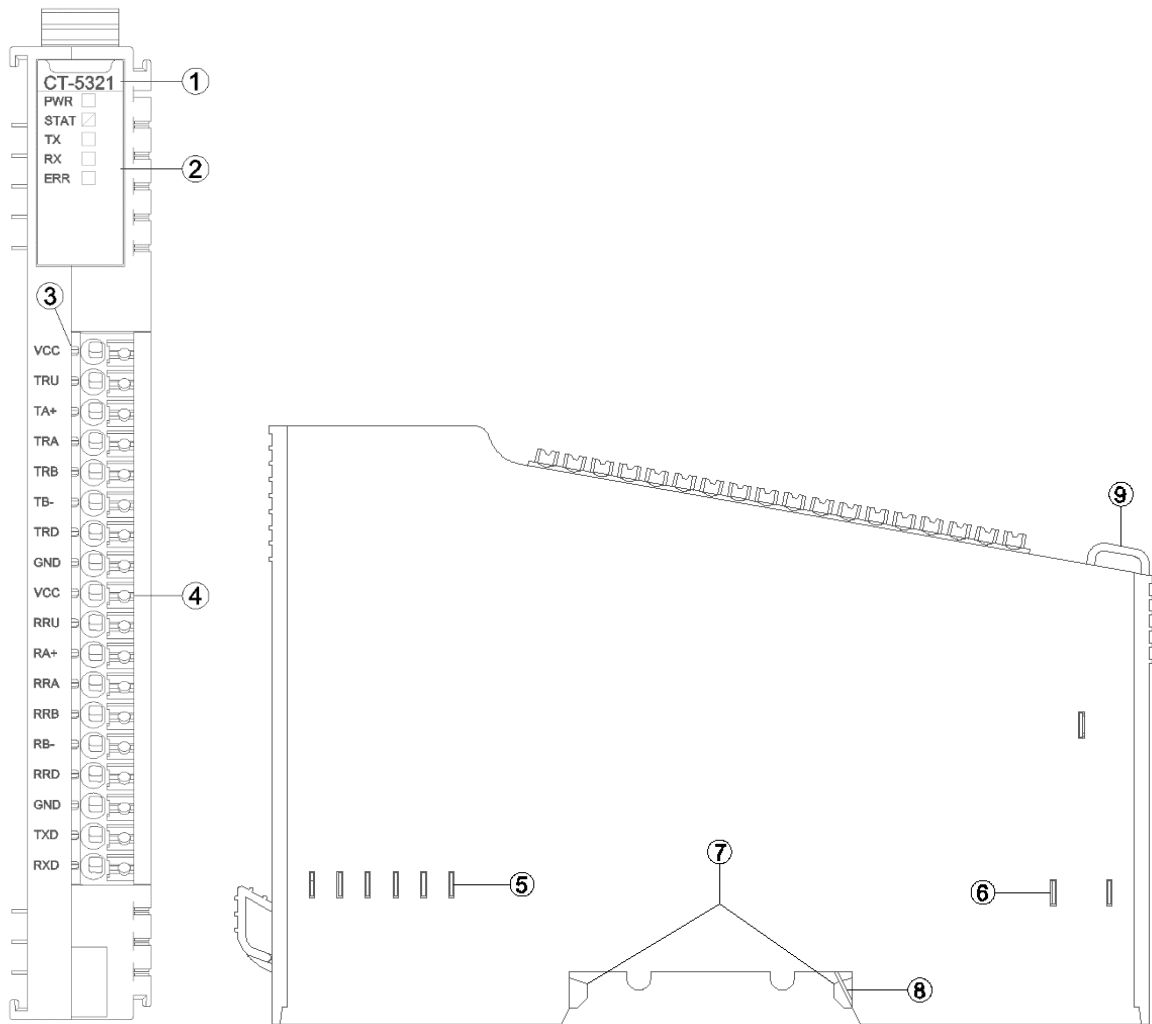 CT-5321
①
PWR
STAT
TX
RX
②
ERR
③
VCC
TRU
TA+
TRA
TRB
TB-
TRD
⑨
GND
VCC
④
RRU
RA+
RRA
RRB
RB-
RRD
GND
TXD
RXD
⑦
⑤
⑥
⑧